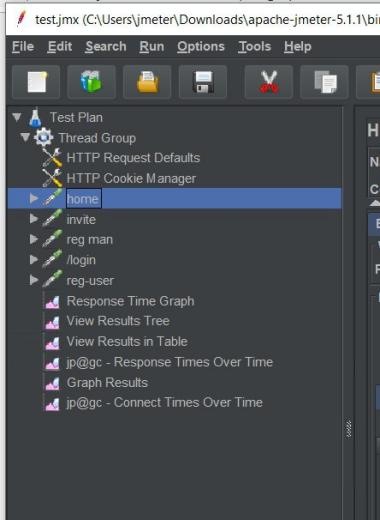 test.jmx (C:\Users\jmeter\Downloads\apache-jmeter-5.1.1\bin
File Edit Search Run Options Tools Help
Test Plan
Thread Group
HTTP Request Defaults
HTTP Cookie Manager
home
invite
reg man
/login
reg-user
Response Time Graph
View Results Tree
View Results in Table
jp@gc - Response Times Over Time
Graph Results
jp@gc - Connect Times Over Time